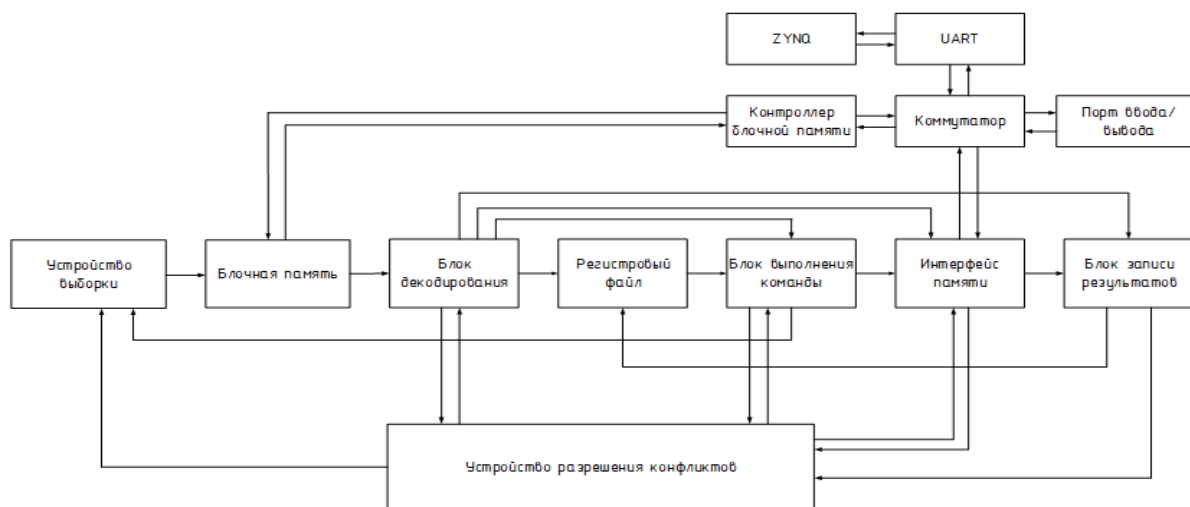 ZYNQ
UART
Контроллер
блочной памяти
Коммутатор
Порт ввода/
вывода
Устройство
выборки
Блочная память
Блок
декодирования
Регистровый
файл
Блок выполнения
команды
Интерфейс
памяти
Блок записи
результатов
Устройство разрешения конфликтов